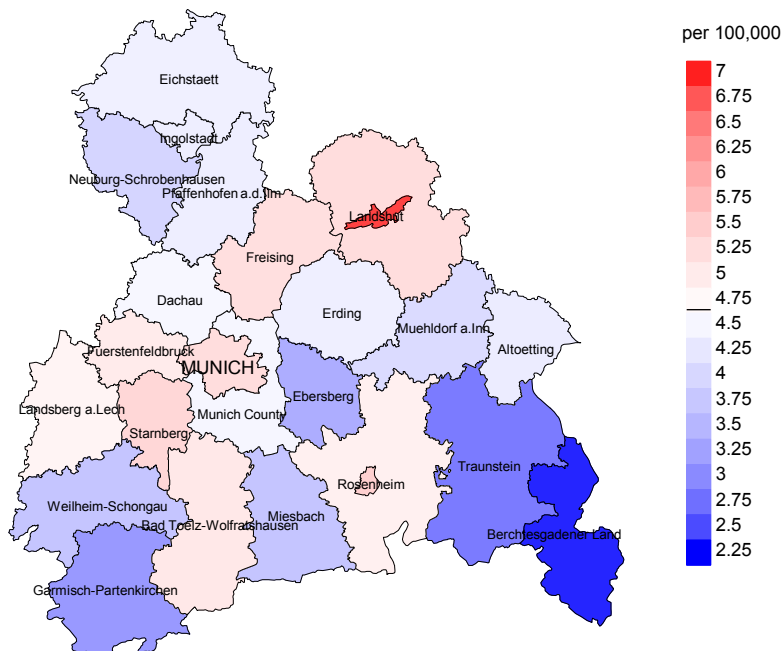 per 100,000
7
6.75
6.5
6.25
6
5.75
5.5
5.25
5
4.75
4.5
4.25
4
3.75
3.5
3.25
3
2.75
2.5
2.25
Eichstaett
Ingolstadt
Neuburg-Schrobenhausen
Pfaffenhofen a.d.Ilm
Landshut
Freising
Dachau
Erding
Muehldorf a.Inn
Altoetting
Fuerstenfeldbruck
MUNICH
Ebersberg
Landsberg a.Lech
Munich County
Starnberg
Traunstein
Rosenheim
Weilheim-Schongau
Miesbach
Bad Toelz-Wolfratshausen
Berchtesgadener Land
Garmisch-Partenkirchen